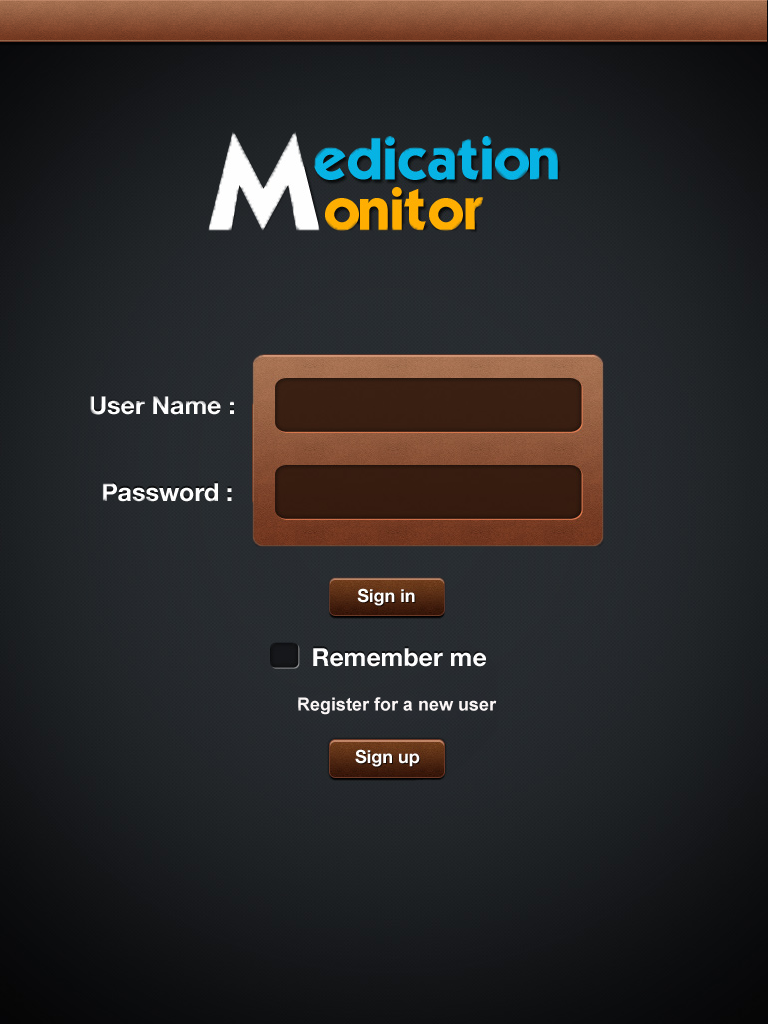 Medication
Monitor
User Name :
Password :
Sign in
Remember me
Register for a new user
Sign up